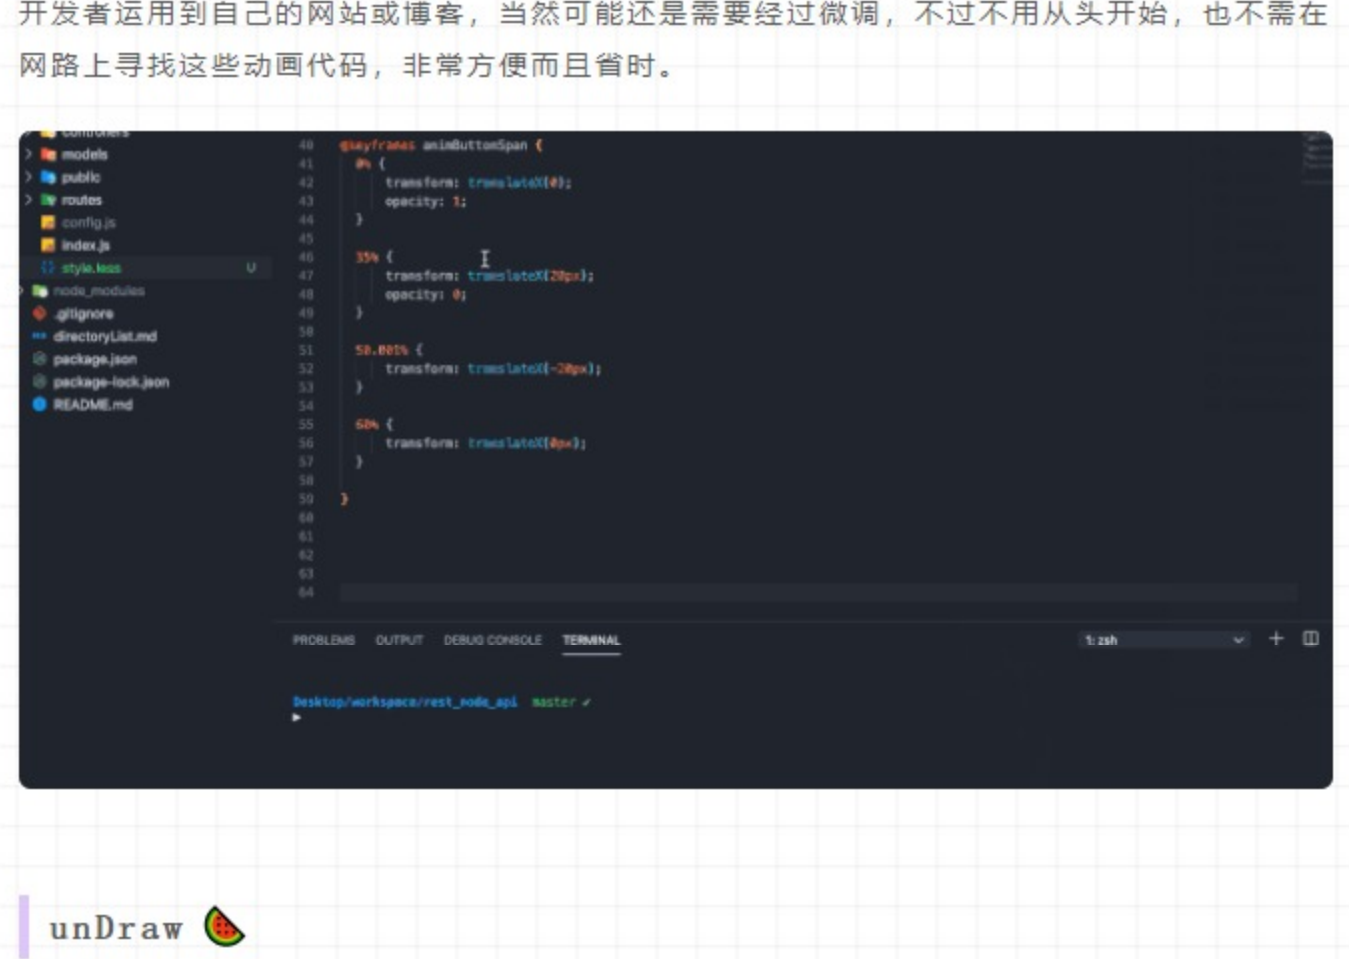 开发者运用到自己的网站或博客，当然可能还是需要经过微调，不过不用从头开始，也不需在
网路上寻找这些动画代码，非常方便而且省时。
controllers
models
public
routes
config.js
index.js
style.less U
node_modules
.gitignore
directoryList.md
package.json
package-lock.json
README.md
40 @keyframes animButtonSpan {
41 0% {
42 transform: translateX(0);
43 opacity: 1;
44 }
45
46 35% {
47 transform: translateX(20px);
48 opacity: 0;
49 }
50
51 50.001% {
52 transform: translateX(-20px);
53 }
54
55 60% {
56 transform: translateX(0px);
57 }
58
59 }
60
61
62
63
64
PROBLEMS OUTPUT DEBUG CONSOLE TERMINAL 1: zsh
Desktop/workspace/rest_node_api master ✓
unDraw 🍉